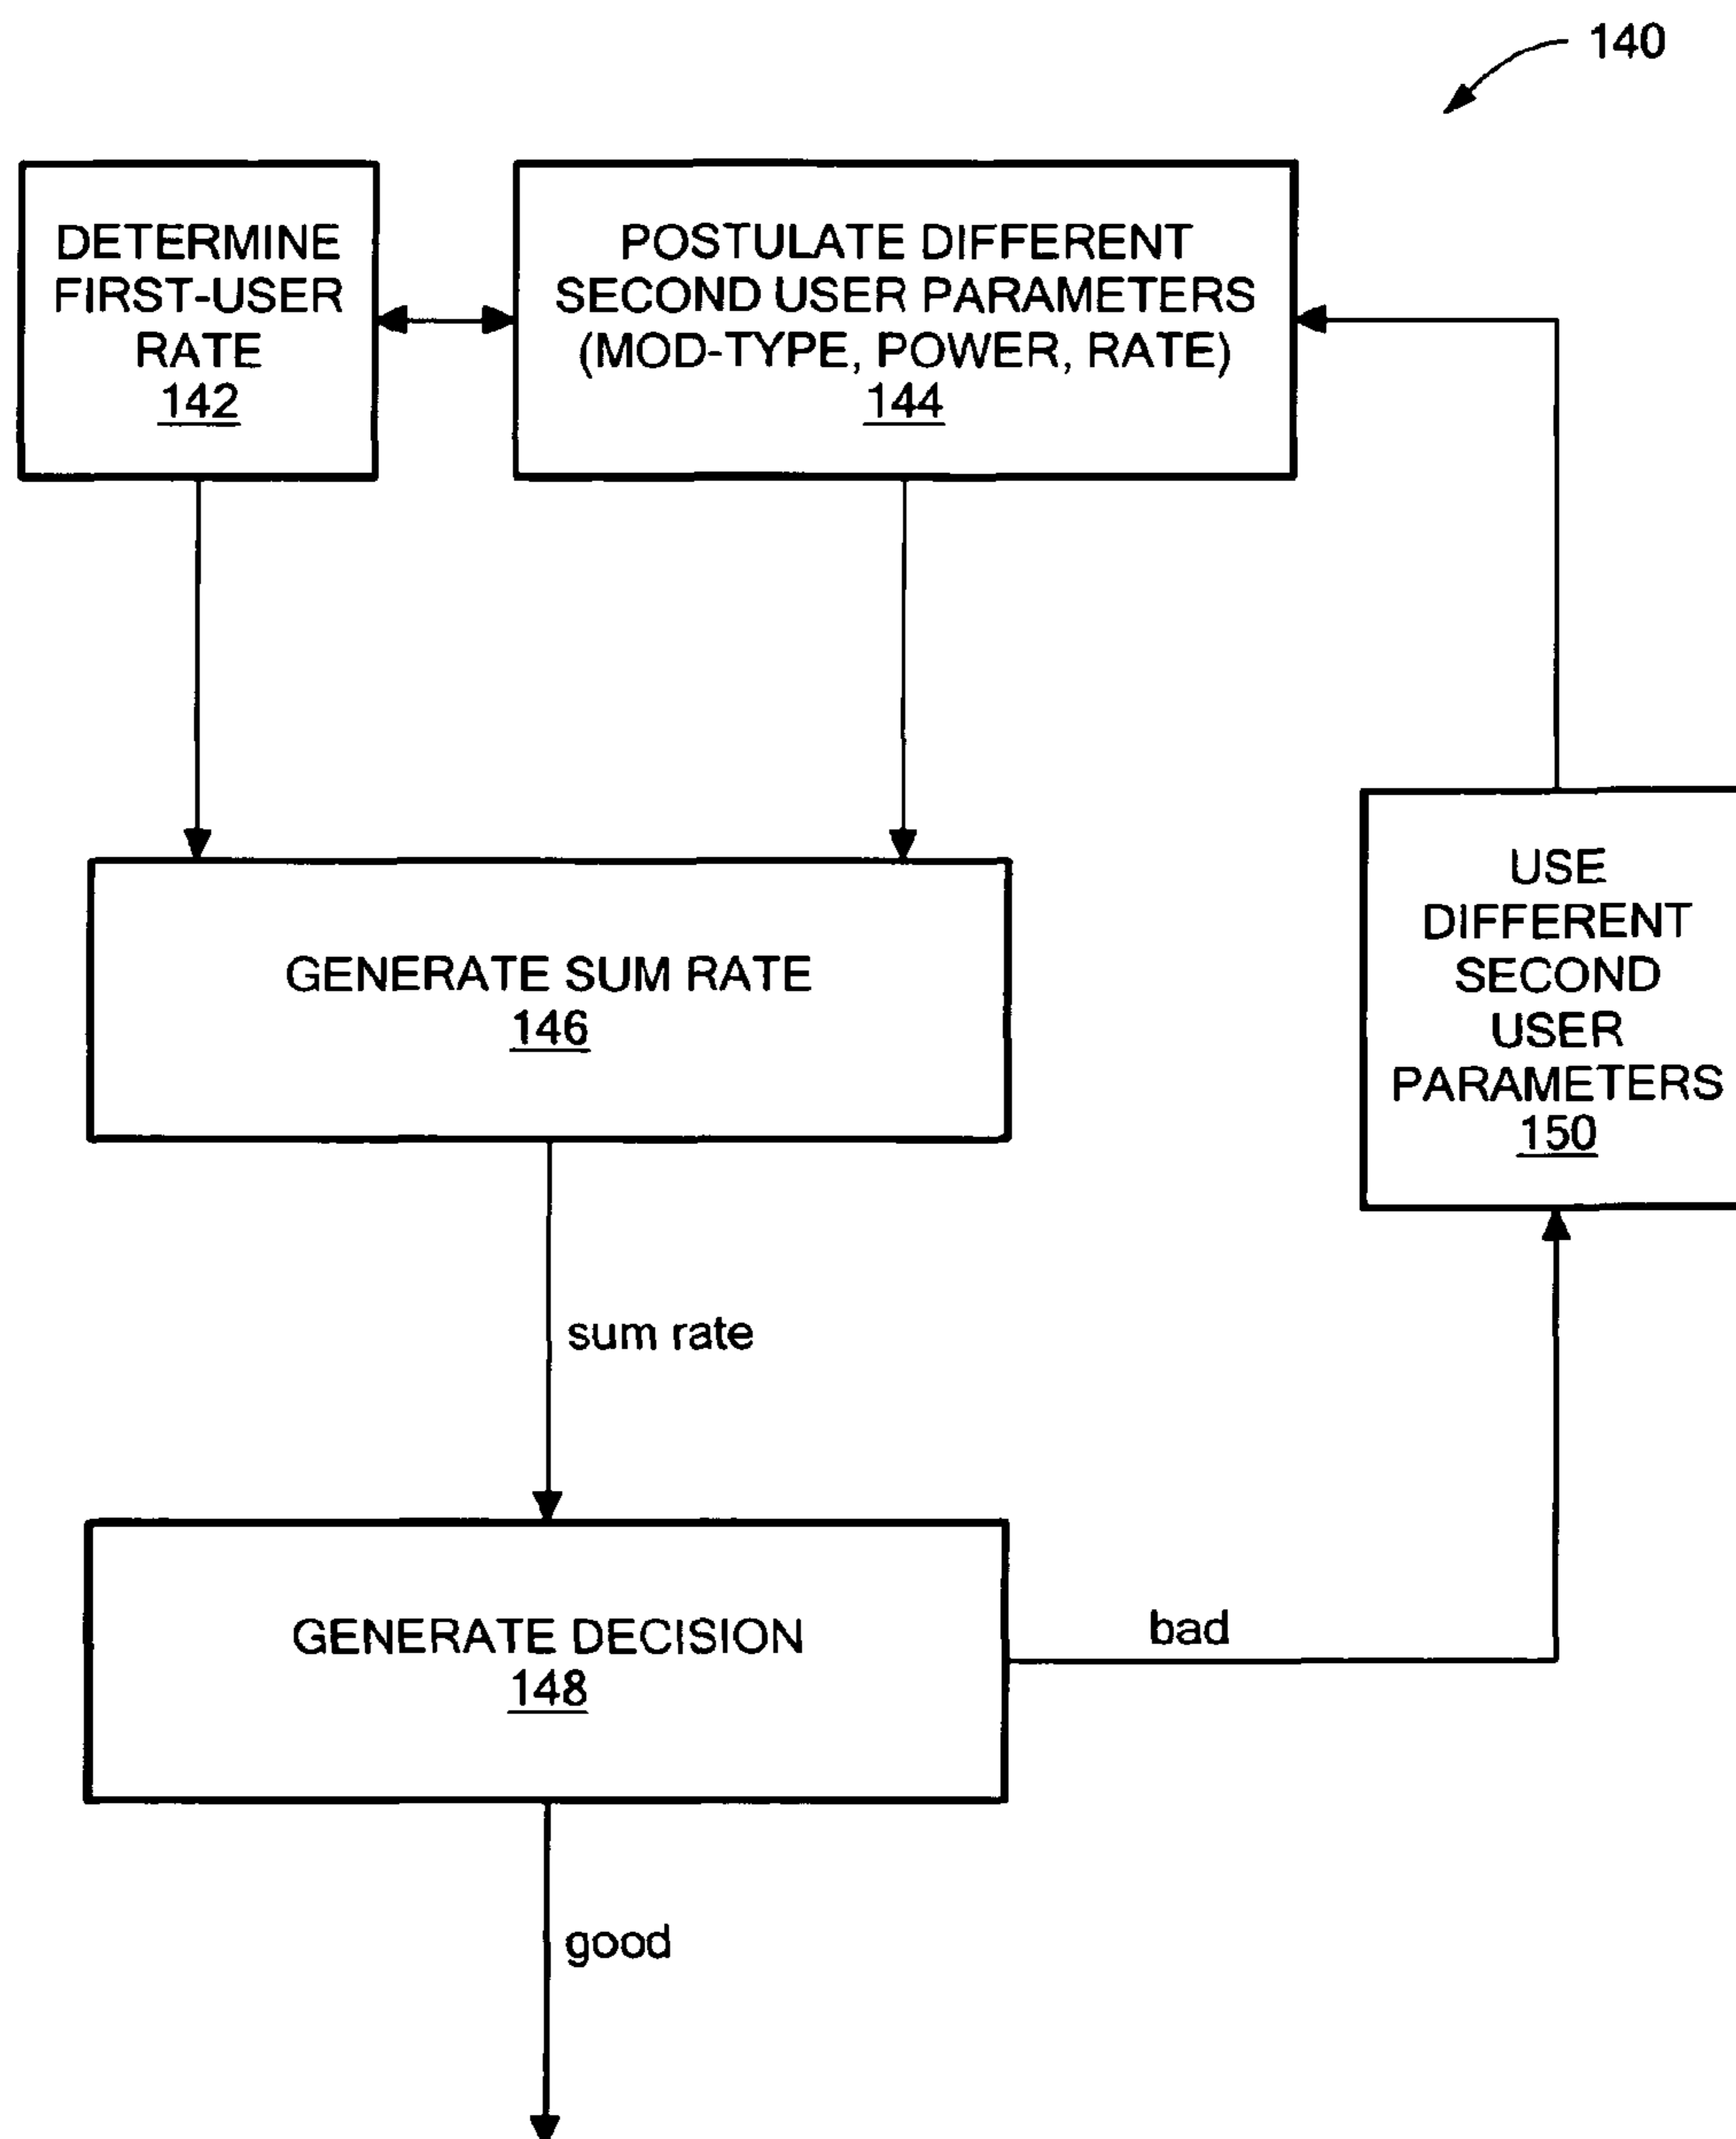 140
DETERMINE
FIRST-USER
RATE
142
POSTULATE DIFFERENT
SECOND USER PARAMETERS
(MOD-TYPE, POWER, RATE)
144
GENERATE SUM RATE
146
USE
DIFFERENT
SECOND
USER
PARAMETERS
150
sum rate
GENERATE DECISION
148
bad
good